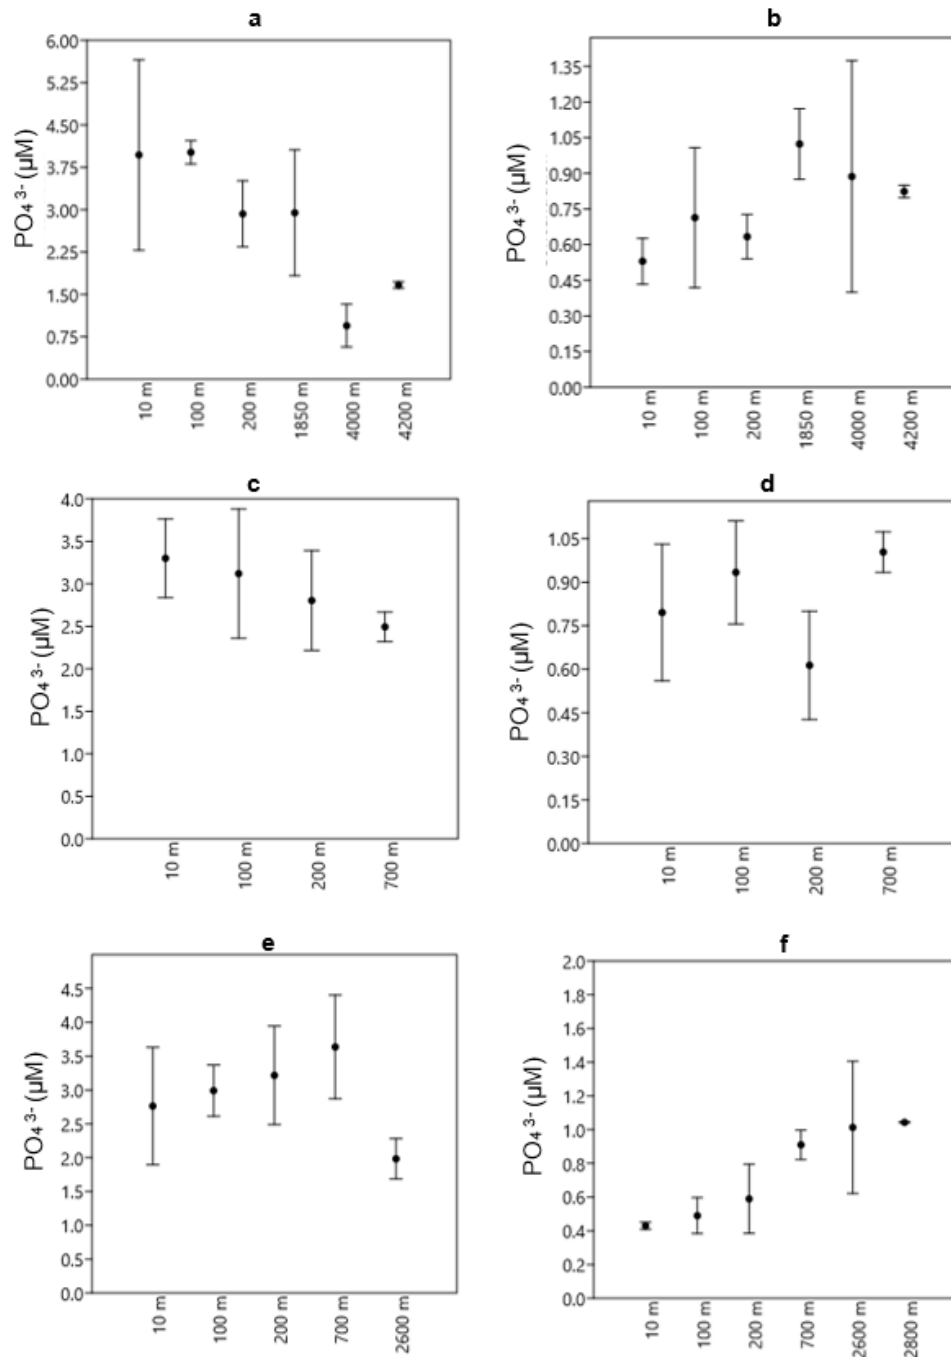 a
PO₄ ³⁻ (µM)
6.00
5.25
4.50
3.75
3.00
2.25
1.50
0.75
0.00
10 m
100 m
200 m
1850 m
4000 m
4200 m
b
PO₄ ³⁻ (µM)
1.35
1.20
1.05
0.90
0.75
0.60
0.45
0.30
0.15
0.00
10 m
100 m
200 m
1850 m
4000 m
4200 m
c
PO₄ ³⁻ (µM)
4.0
3.5
3.0
2.5
2.0
1.5
1.0
0.5
0.0
10 m
100 m
200 m
700 m
d
PO₄ ³⁻ (µM)
1.05
0.90
0.75
0.60
0.45
0.30
0.15
0.00
10 m
100 m
200 m
700 m
e
PO₄ ³⁻ (µM)
4.5
4.0
3.5
3.0
2.5
2.0
1.5
1.0
0.5
0.0
10 m
100 m
200 m
700 m
2600 m
f
PO₄ ³⁻ (µM)
2.0
1.8
1.6
1.4
1.2
1.0
0.8
0.6
0.4
0.2
0.0
10 m
100 m
200 m
700 m
2600 m
2800 m